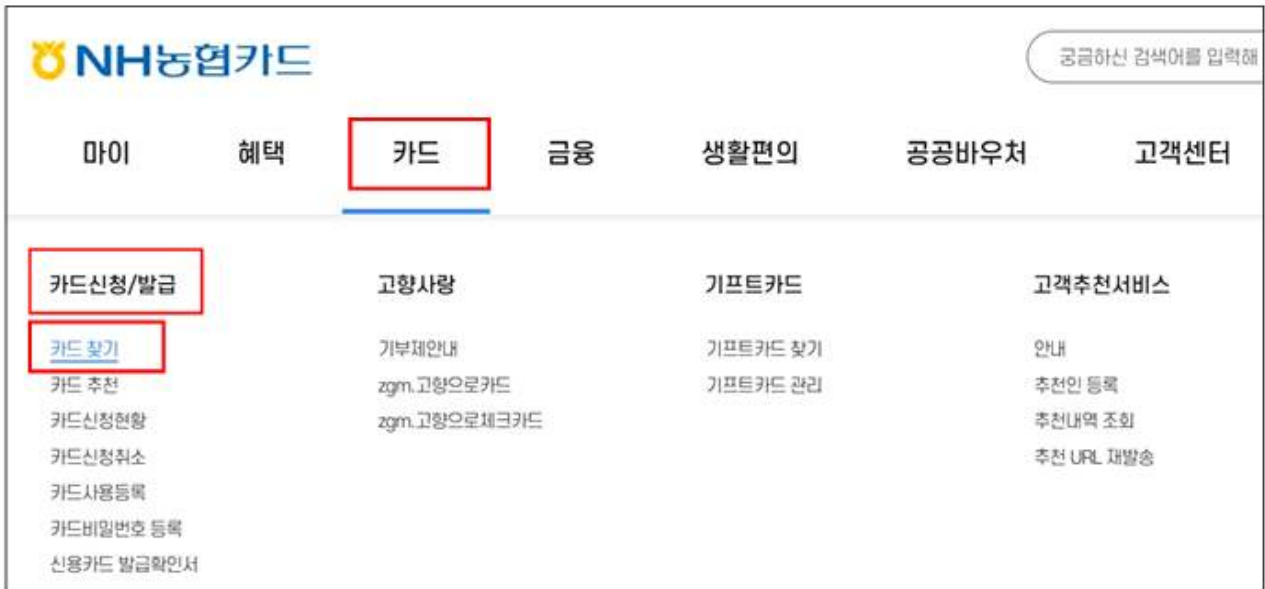 NH농협카드
궁금하신 검색어를 입력해
마이 혜택 카드 금융 생활편의 공공바우처 고객센터
카드신청/발급 고향사랑 기프트카드 고객추천서비스
카드 찾기 기부제안내 기프트카드 찾기 안내
카드 추천 zgm.고향으로카드 기프트카드 관리 추천인 등록
카드신청현황 zgm.고향으로체크카드 추천내역 조회
카드신청취소 추천 URL 재발송
카드사용등록
카드비밀번호 등록
신용카드 발급확인서